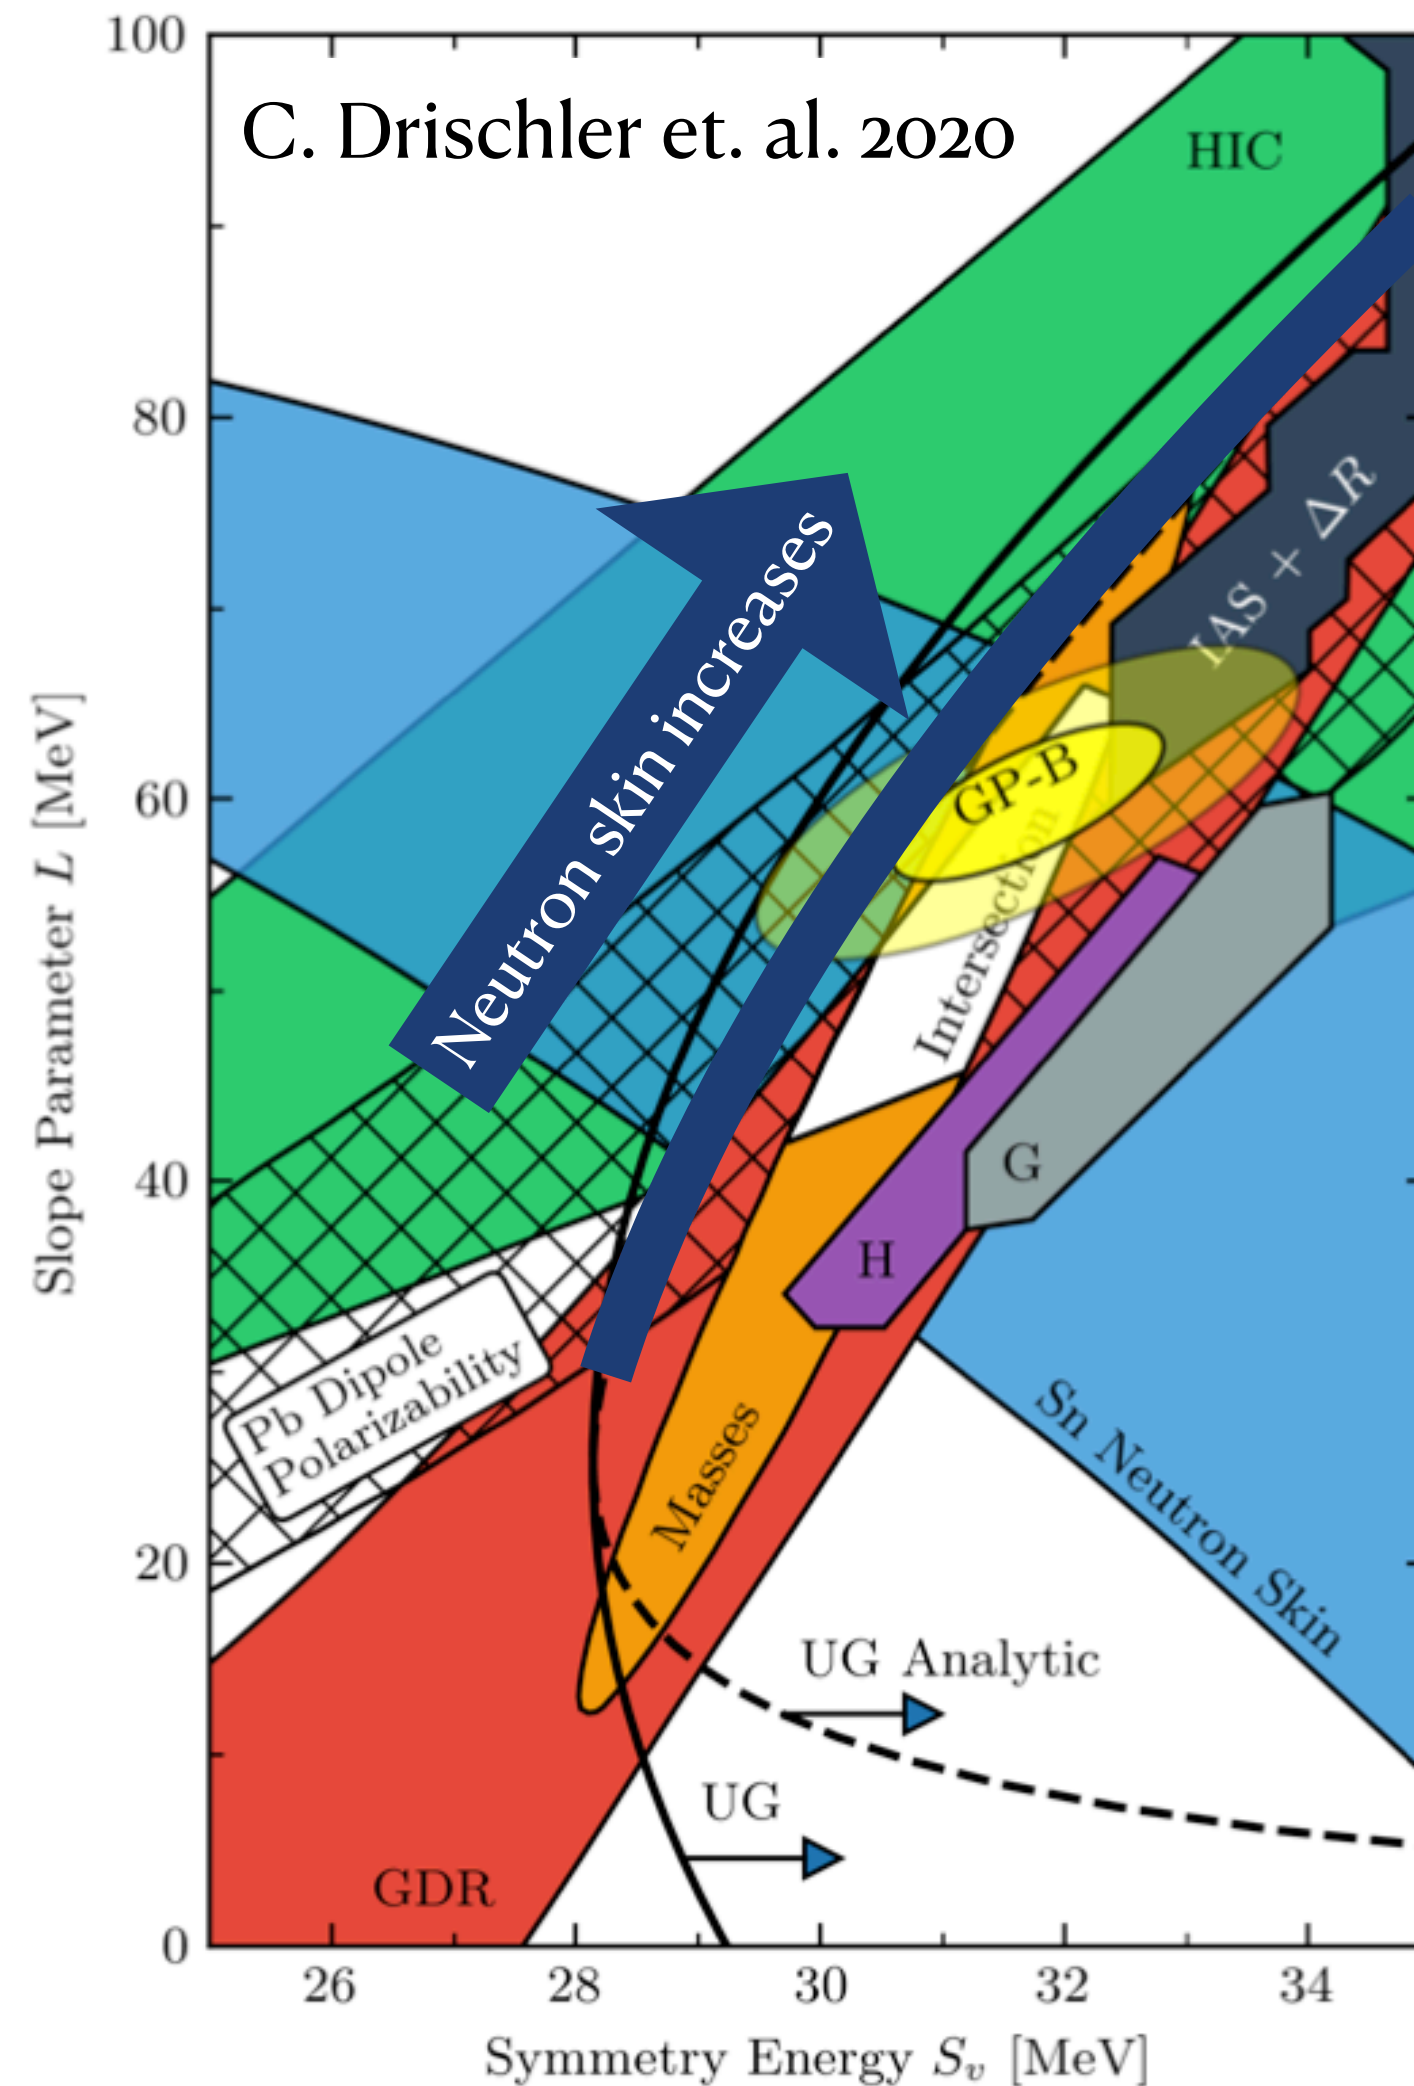 C. Drischler et. al. 2020
HIC
100
80
60
40
20
0
Slope Parameter L [MeV]
Neutron skin increases
IAS + ΔR
GP-B
Intersection
G
H
Pb Dipole
Polarizability
Masses
Sn Neutron Skin
UG Analytic
UG
GDR
26
28
30
32
34
Symmetry Energy Sᵥ [MeV]